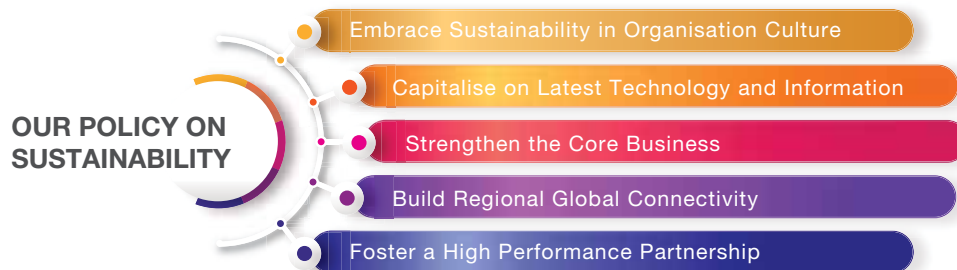 OUR POLICY ON
SUSTAINABILITY
Embrace Sustainability in Organisation Culture
Capitalise on Latest Technology and Information
Strengthen the Core Business
Build Regional Global Connectivity
Foster a High Performance Partnership